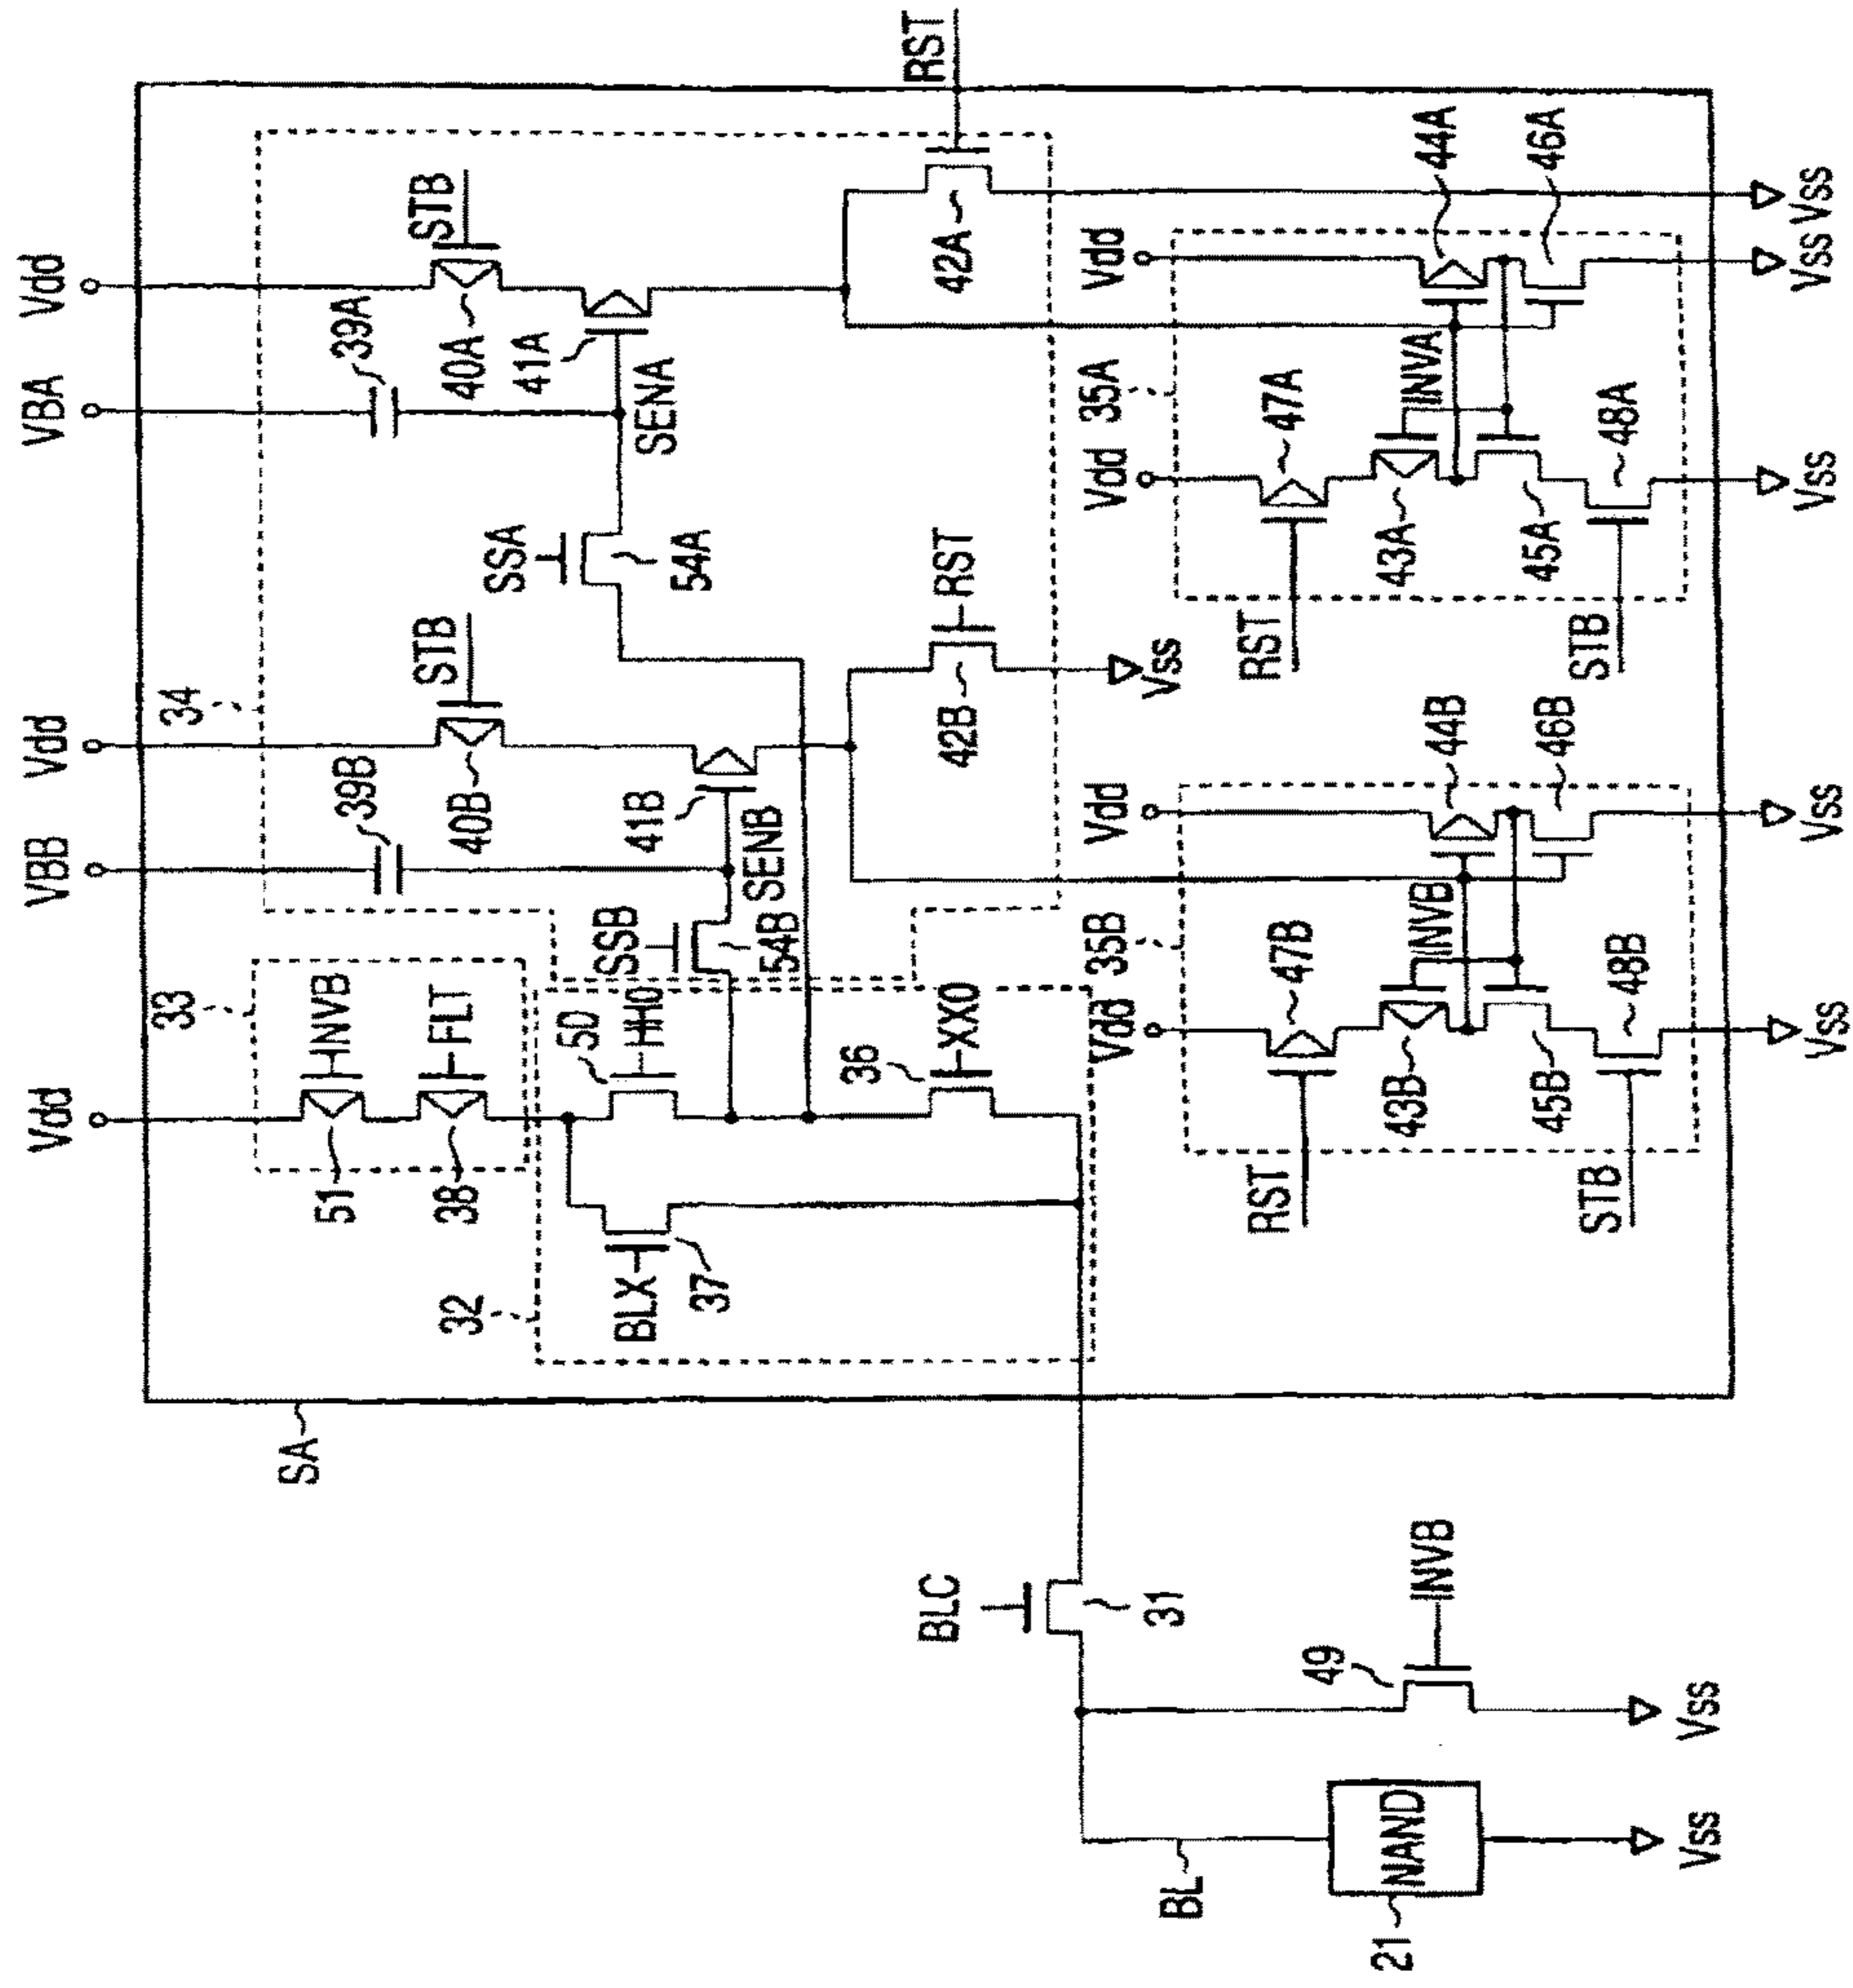 Vdd
VBB
Vdd
VBA
Vdd
33
51
INVB
38
FLT
34
39B
40B
STB
39A
40A
STB
32
BLX
37
50
HH0
SSB
54B
41B
SENB
SSA
54A
41A
SENA
36
XX0
42B
RST
Vss
42A
RST
SA
35B
Vdd
Vdd
RST
47B
43B
INVB
44B
45B
46B
STB
48B
Vss
Vss
35A
Vdd
Vdd
RST
47A
43A
INVA
44A
45A
46A
STB
48A
Vss
Vss
Vss
BLC
31
BL
49
INVB
21
NAND
Vss
Vss